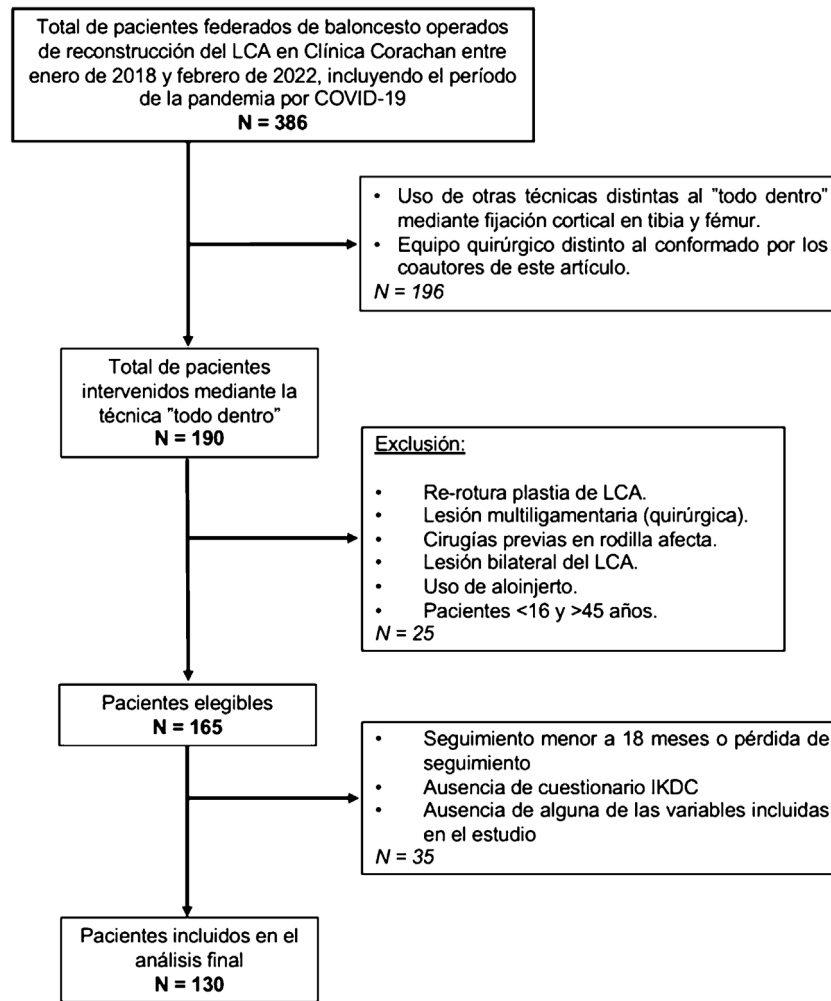 Total de pacientes federados de baloncesto operados
de reconstrucción del LCA en Clínica Corachan entre
enero de 2018 y febrero de 2022, incluyendo el período
de la pandemia por COVID-19
N = 386
• Uso de otras técnicas distintas al "todo dentro"
mediante fijación cortical en tibia y fémur.
• Equipo quirúrgico distinto al conformado por los
coautores de este artículo.
N = 196
Total de pacientes
intervenidos mediante la
técnica "todo dentro"
N = 190
Exclusión:
• Re-rotura plastia de LCA.
• Lesión multiligamentaria (quirúrgica).
• Cirugías previas en rodilla afecta.
• Lesión bilateral del LCA.
• Uso de aloinjerto.
• Pacientes <16 y >45 años.
N = 25
Pacientes elegibles
N = 165
• Seguimiento menor a 18 meses o pérdida de
seguimiento
• Ausencia de cuestionario IKDC
• Ausencia de alguna de las variables incluidas
en el estudio
N = 35
Pacientes incluidos en el
análisis final
N = 130